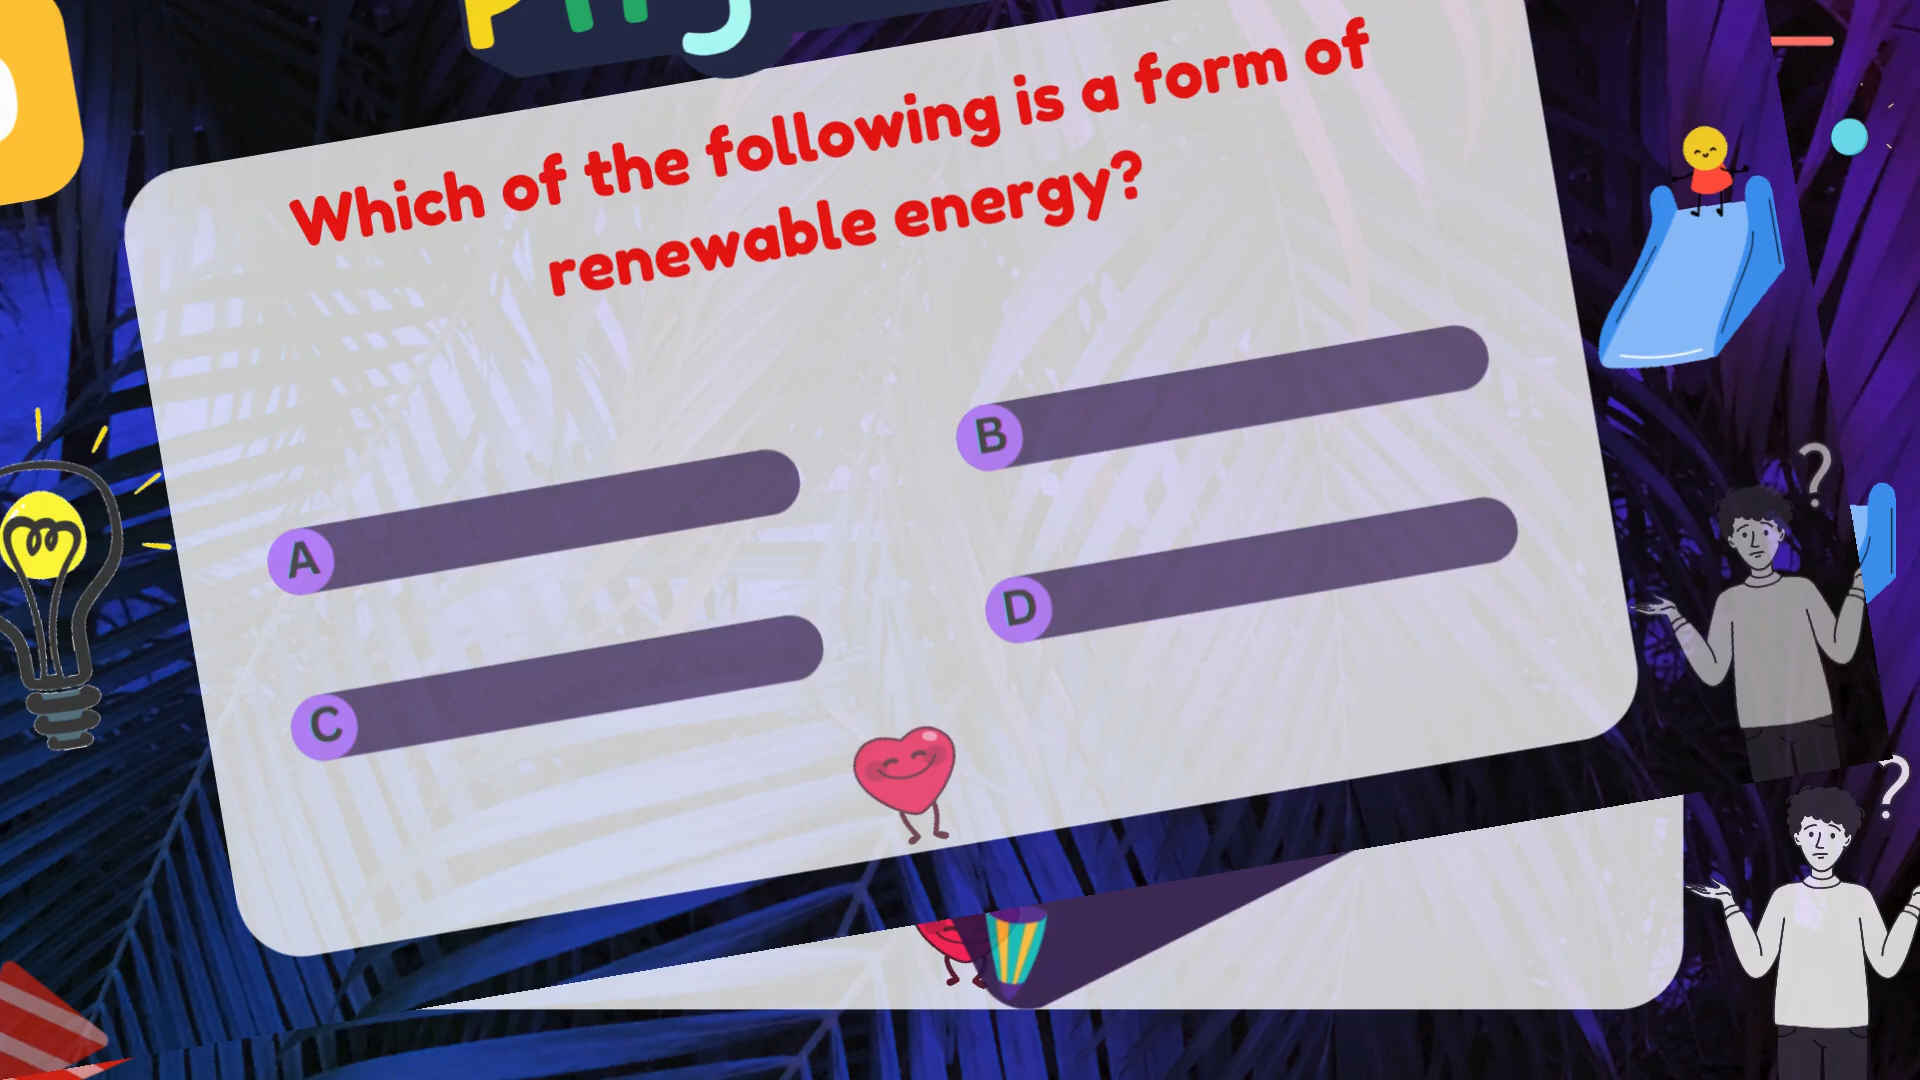 Which of the following is a form of
renewable energy?
A
B
C
D
?
?